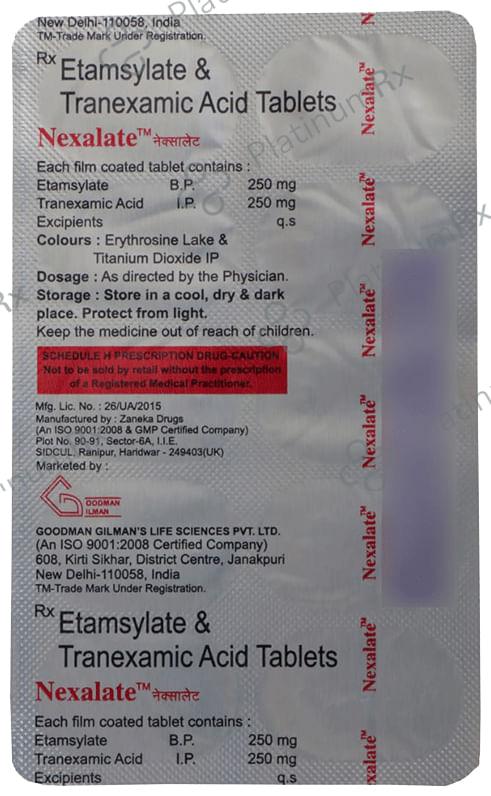 New Delhi-110058, India
TM-Trade Mark Under Registration.
Rx Etamsylate &
Tranexamic Acid Tablets
Nexalate™ नेक्सालेट
Each film coated tablet contains :
Etamsylate B.P. 250 mg
Tranexamic Acid I.P. 250 mg
Excipients q.s
Colours : Erythrosine Lake &
Titanium Dioxide IP
Dosage : As directed by the Physician.
Storage : Store in a cool, dry & dark
place. Protect from light.
Keep the medicine out of reach of children.
SCHEDULE H PRESCRIPTION DRUG-CAUTION
Not to be sold by retail without the prescription
of a Registered Medical Practitioner.
Mfg. Lic. No. : 26/UA/2015
Manufactured by : Zaneka Drugs
(An ISO 9001:2008 & GMP Certified Company)
Plot No. 90-91, Sector-6A, I.I.E.
SIDCUL, Ranipur, Haridwar - 249403(UK)
Marketed by :
GOODMAN
GILMAN
GOODMAN GILMAN'S LIFE SCIENCES PVT. LTD.
(An ISO 9001:2008 Certified Company)
608, Kirti Sikhar, District Centre, Janakpuri
New Delhi-110058, India
TM-Trade Mark Under Registration.
Rx Etamsylate &
Tranexamic Acid Tablets
Nexalate™ नेक्सालेट
Each film coated tablet contains :
Etamsylate B.P. 250 mg
Tranexamic Acid I.P. 250 mg
Excipients q.s
Nexalate™
Nexalate™
Nexalate™
Nexalate™
Nexalate™
Nexalate™
xalate™
PlatinumRx